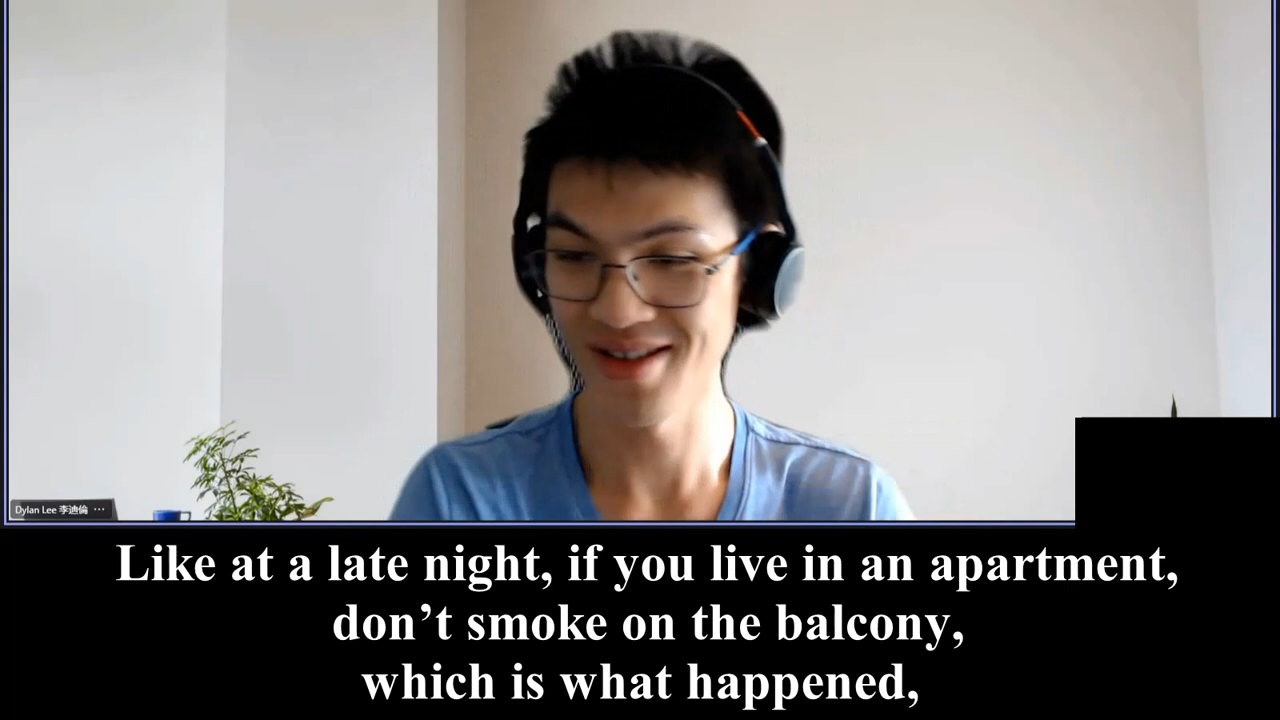 Dylan Lee 李迪倫 ···
Like at a late night, if you live in an apartment,
don’t smoke on the balcony,
which is what happened,